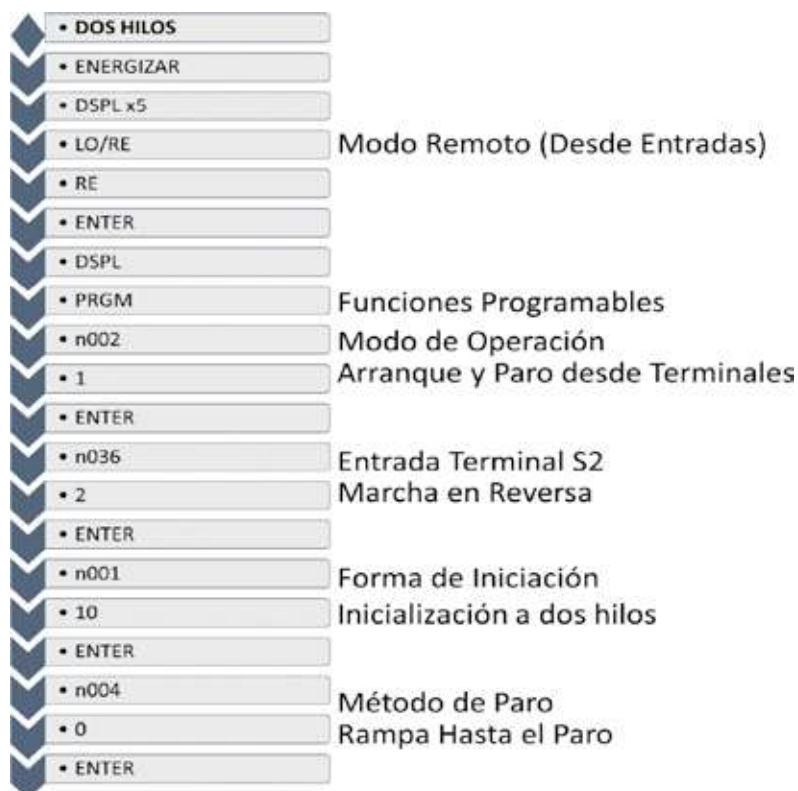 • DOS HILOS
• ENERGIZAR
• DSPL x5
• LO/RE Modo Remoto (Desde Entradas)
• RE
• ENTER
• DSPL
• PRGM Funciones Programables
• n002 Modo de Operación
• 1 Arranque y Paro desde Terminales
• ENTER
• n036 Entrada Terminal S2
• 2 Marcha en Reversa
• ENTER
• n001 Forma de Iniciación
• 10 Inicialización a dos hilos
• ENTER
• n004 Método de Paro
• 0 Rampa Hasta el Paro
• ENTER